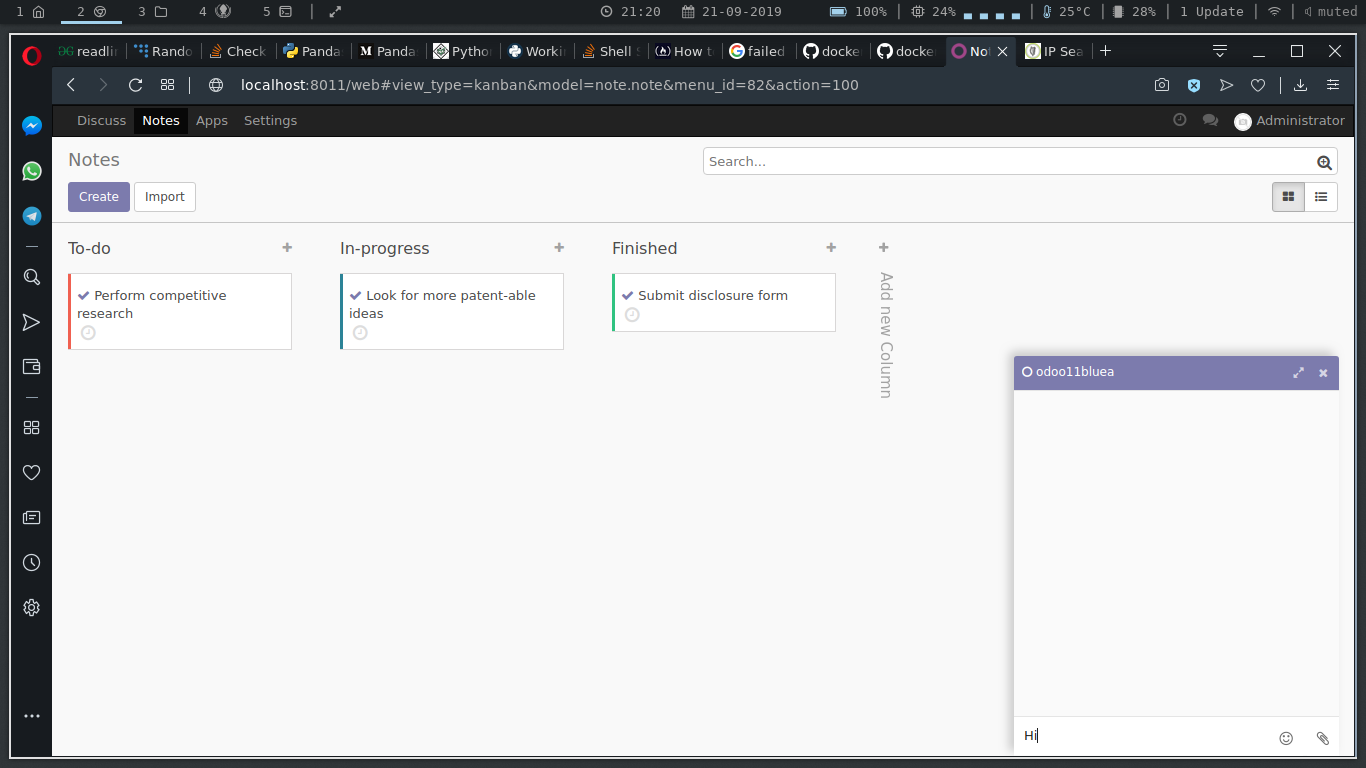 1 2 3 4 5 21:20 21-09-2019 100% 24% 25°C 28% 1 Update muted
readli Rando Check Panda Panda Pytho Worki Shell S How t failed docke docke Not IP Sea
localhost:8011/web#view_type=kanban&model=note.note&menu_id=82&action=100
Discuss Notes Apps Settings Administrator
Notes Search...
Create Import
To-do In-progress Finished
Perform competitive
research
Look for more patent-able
ideas
Submit disclosure form
Add new Column
odoo11bluea
Hi